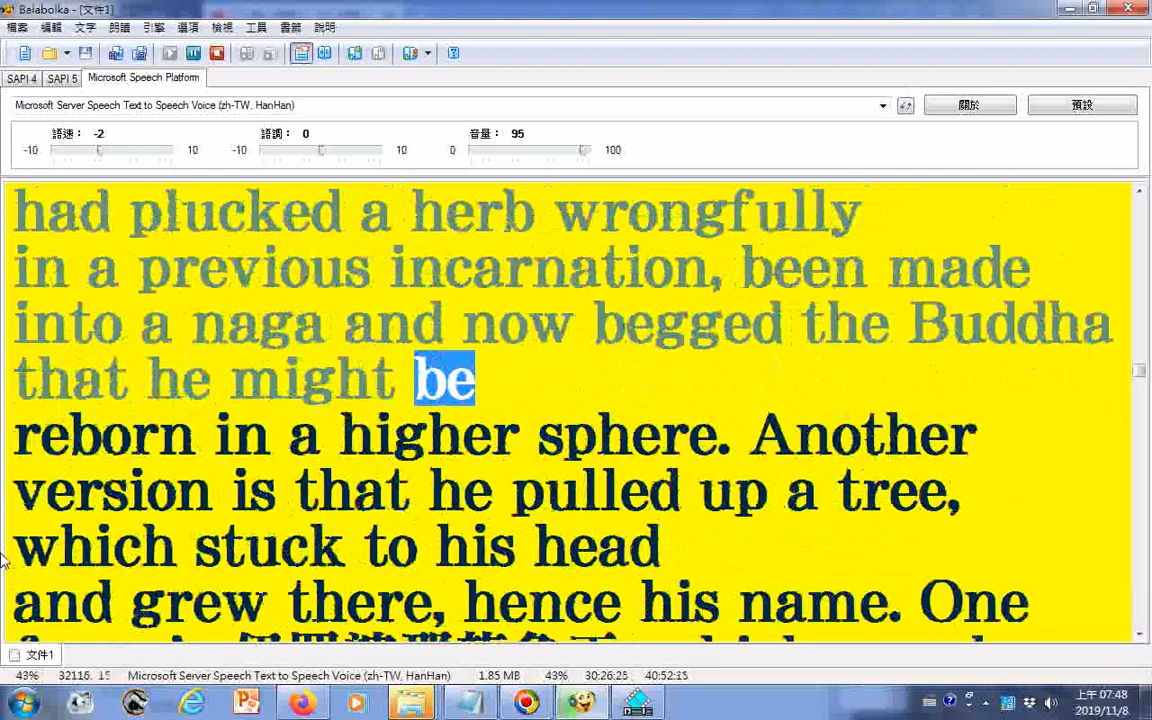 Balabolka - [文件1]
檔案 編輯 文字 朗讀 引擎 選項 檢視 工具 書籤 說明
SAPI 4 SAPI 5 Microsoft Speech Platform
Microsoft Server Speech Text to Speech Voice (zh-TW, HanHan) 關於 預設
語速： -2 語調： 0 音量： 95
-10 10 -10 10 0 100
had plucked a herb wrongfully
in a previous incarnation, been made
into a naga and now begged the Buddha
that he might be
reborn in a higher sphere. Another
version is that he pulled up a tree,
which stuck to his head
and grew there, hence his name. One
文件1
43% 32116, 15 Microsoft Server Speech Text to Speech Voice (zh-TW, HanHan) 1.85 MB 43% 30:26:25 40:52:15
上午 07:48
2019/11/8